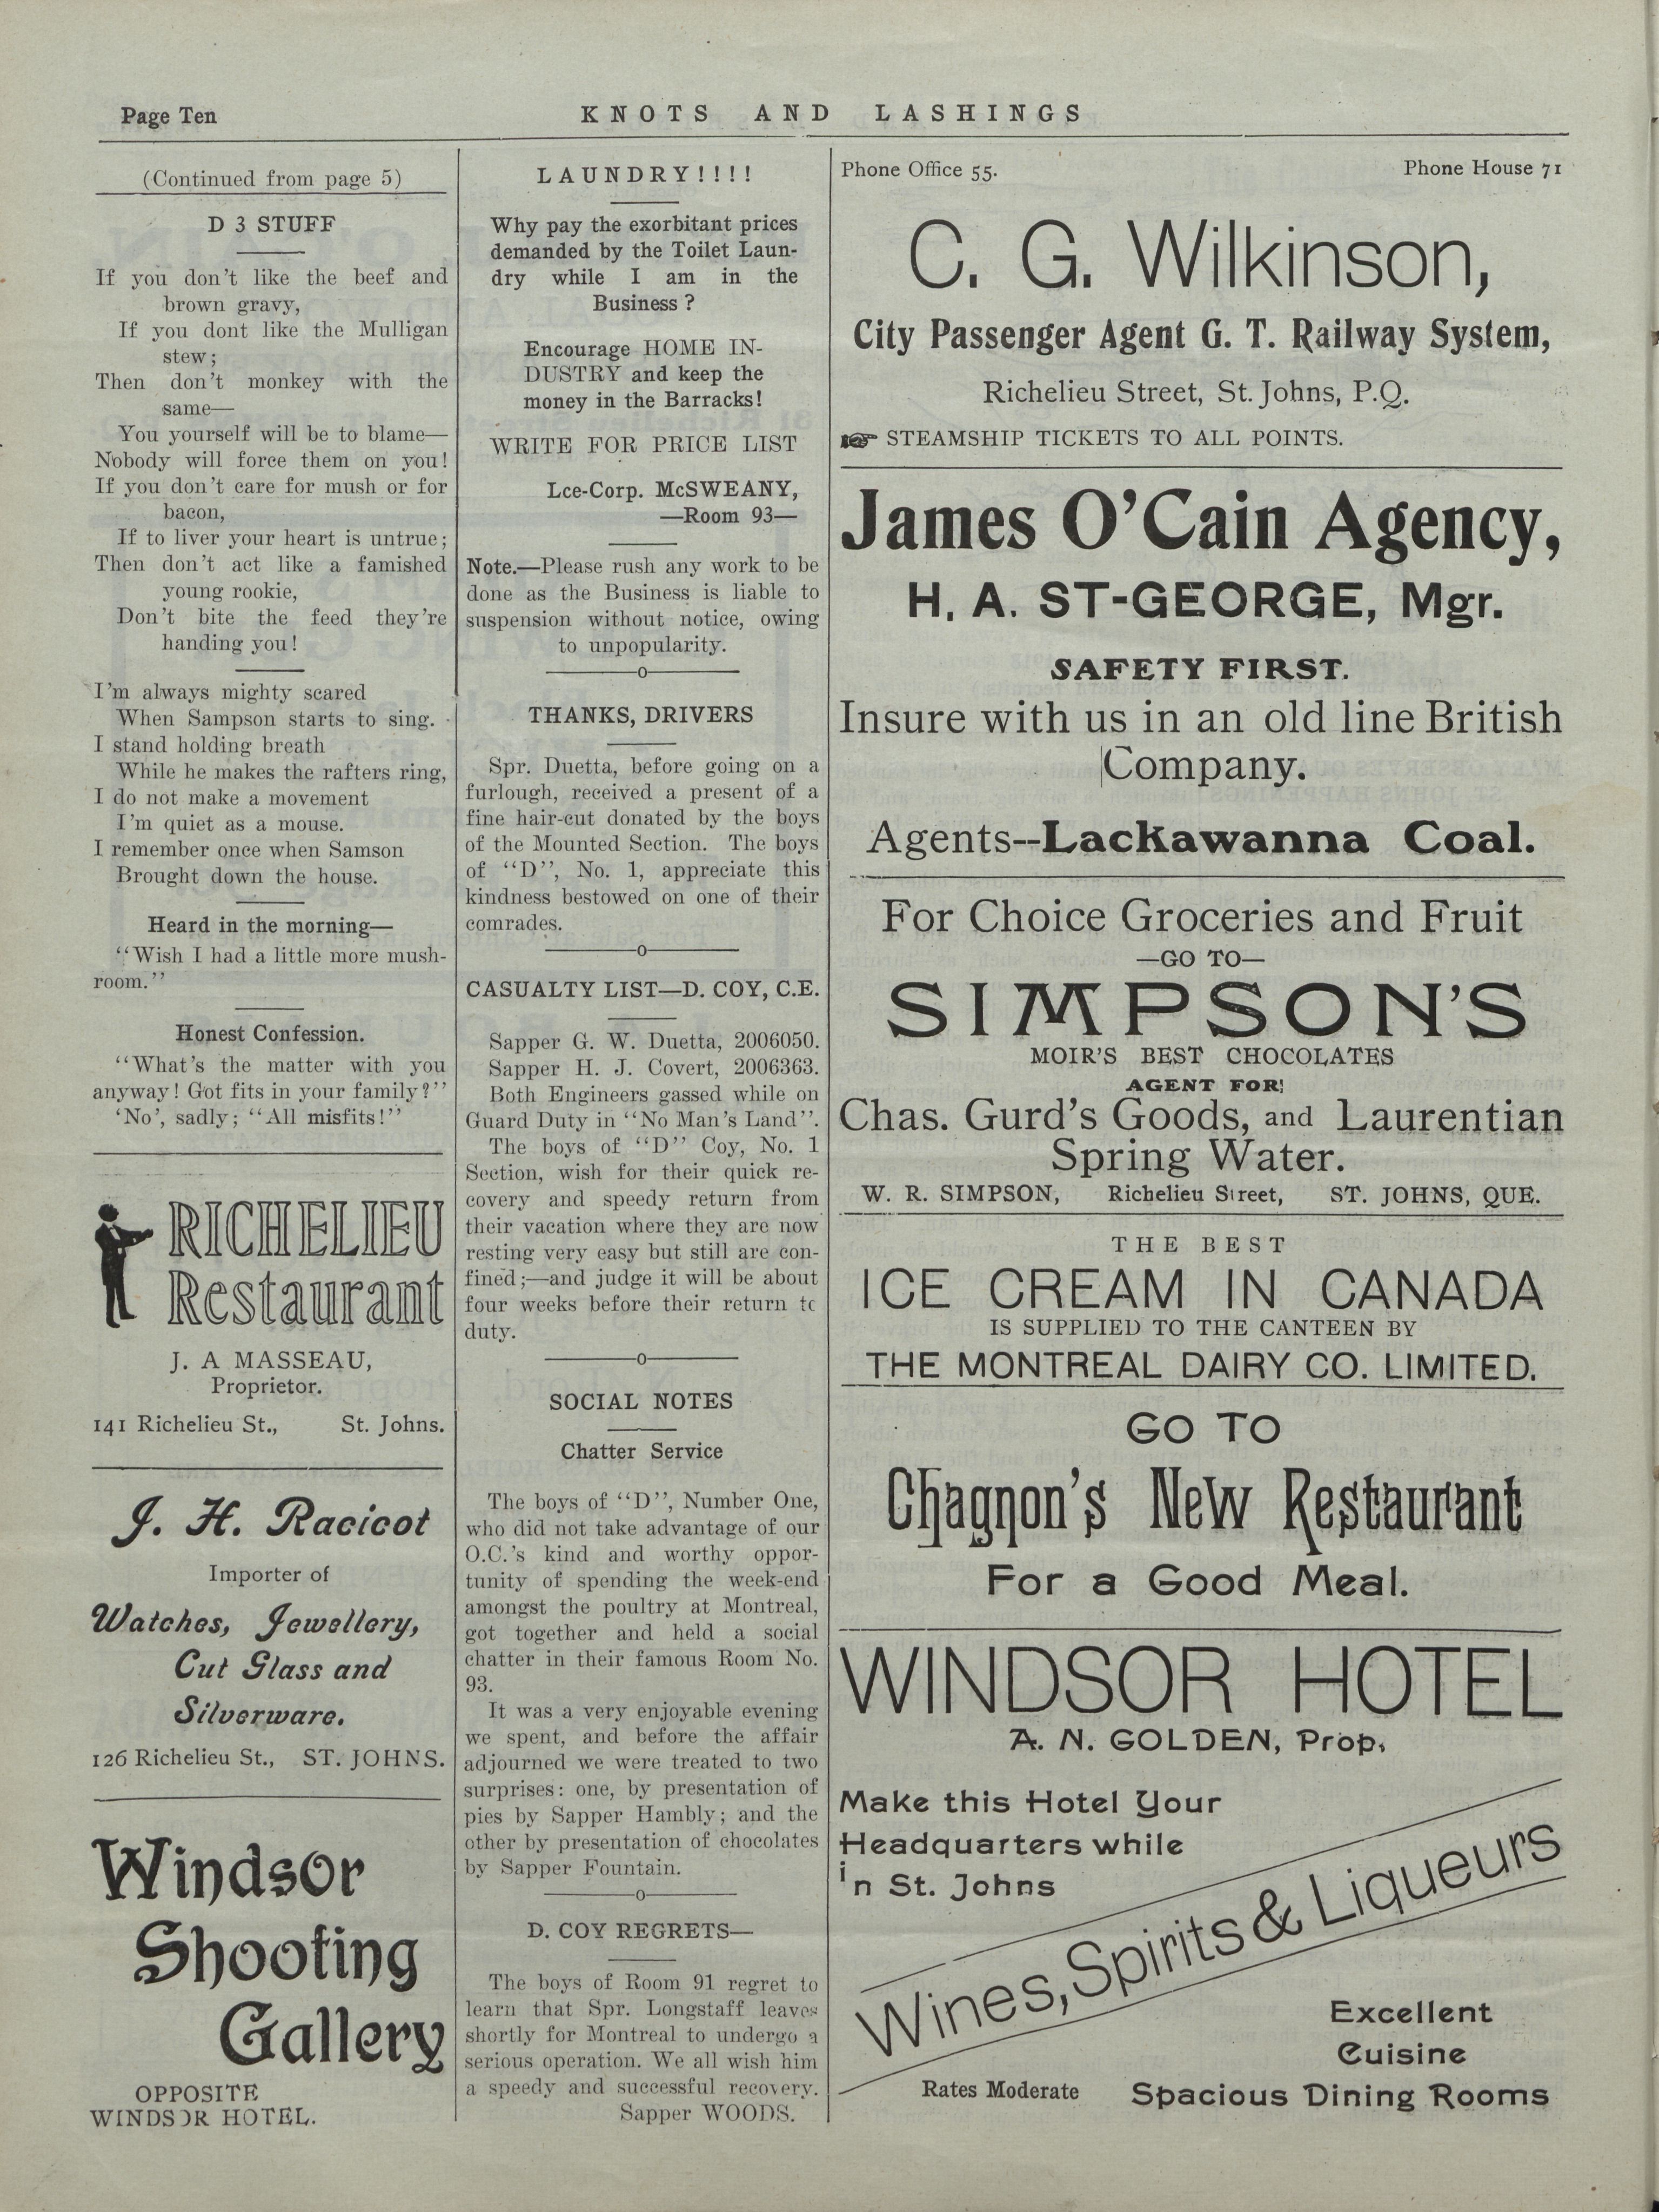 Page Ten
KNOTS AND LASHINGS
(Continued from page 5)
D 3 STUFF
If you don't like the beef and
brown gravy,
If you dont like the Mulligan
stew;
Then don't monkey with the
same—
You yourself will be to blame—
Nobody will force them on you!
If you don't care for mush or for
bacon,
If to liver your heart is untrue;
Then don't act like a famished
young rookie,
Don't bite the feed they're
handing you!
I'm always mighty scared
When Sampson starts to sing.
I stand holding breath
While he makes the rafters ring,
I do not make a movement
I'm quiet as a mouse.
I remember once when Samson
Brought down the house.
Heard in the morning—
"Wish I had a little more mush-
room."
Honest Confession.
"What's the matter with you
anyway! Got fits in your family?"
'No', sadly; "All misfits!"
RICHELIEU
Restaurant
J. A MASSEAU,
Proprietor.
141 Richelieu St., St. Johns.
J. H. Racicot
Importer of
Watches, Jewellery,
Cut Glass and
Silverware.
126 Richelieu St., ST. JOHNS.
Windsor
Shooting
Gallery
OPPOSITE
WINDSOR HOTEL.
LAUNDRY!!!!
Why pay the exorbitant prices
demanded by the Toilet Laun-
dry while I am in the
Business?
Encourage HOME IN-
DUSTRY and keep the
money in the Barracks!
WRITE FOR PRICE LIST
Lce-Corp. McSWEANY,
—Room 93—
Note.—Please rush any work to be
done as the Business is liable to
suspension without notice, owing
to unpopularity.
o
THANKS, DRIVERS
Spr. Duetta, before going on a
furlough, received a present of a
fine hair-cut donated by the boys
of the Mounted Section. The boys
of "D", No. 1, appreciate this
kindness bestowed on one of their
comrades.
o
CASUALTY LIST—D. COY, C.E.
Sapper G. W. Duetta, 2006050.
Sapper H. J. Covert, 2006363.
Both Engineers gassed while on
Guard Duty in "No Man's Land".
The boys of "D" Coy, No. 1
Section, wish for their quick re-
covery and speedy return from
their vacation where they are now
resting very easy but still are con-
fined;—and judge it will be about
four weeks before their return to
duty.
o
SOCIAL NOTES
Chatter Service
The boys of "D", Number One,
who did not take advantage of our
O.C.'s kind and worthy oppor-
tunity of spending the week-end
amongst the poultry at Montreal,
got together and held a social
chatter in their famous Room No.
93.
It was a very enjoyable evening
we spent, and before the affair
adjourned we were treated to two
surprises: one, by presentation of
pies by Sapper Hambly; and the
other by presentation of chocolates
by Sapper Fountain.
o
D. COY REGRETS—
The boys of Room 91 regret to
learn that Spr. Longstaff leaves
shortly for Montreal to undergo a
serious operation. We all wish him
a speedy and successful recovery.
Sapper WOODS.
Phone Office 55. Phone House 71
C. G. Wilkinson,
City Passenger Agent G. T. Railway System,
Richelieu Street, St. Johns, P.Q.
☞ STEAMSHIP TICKETS TO ALL POINTS.
James O'Cain Agency,
H. A. ST-GEORGE, Mgr.
SAFETY FIRST.
Insure with us in an old line British
Company.
Agents--Lackawanna Coal.
For Choice Groceries and Fruit
—GO TO—
SIMPSON'S
MOIR'S BEST CHOCOLATES
AGENT FOR:
Chas. Gurd's Goods, and Laurentian
Spring Water.
W. R. SIMPSON, Richelieu Street, ST. JOHNS, QUE.
THE BEST
ICE CREAM IN CANADA
IS SUPPLIED TO THE CANTEEN BY
THE MONTREAL DAIRY CO. LIMITED.
GO TO
Chagnon's New Restaurant
For a Good Meal.
WINDSOR HOTEL
A. N. GOLDEN, Prop.
Make this Hotel Your
Headquarters while
in St. Johns
Wines, Spirits & Liqueurs
Excellent
Cuisine
Rates Moderate Spacious Dining Rooms